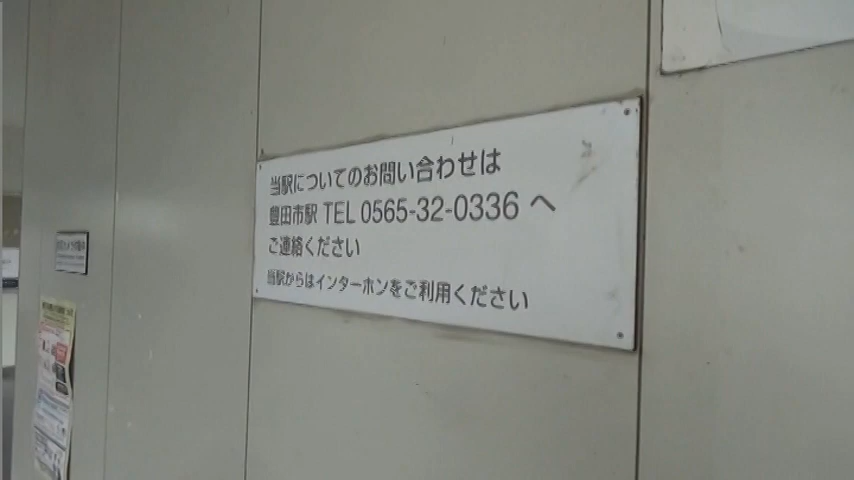 当駅についてのお問い合わせは
豊田市駅 TEL 0565-32-0336 へ
ご連絡ください
当駅からはインターホンをご利用ください